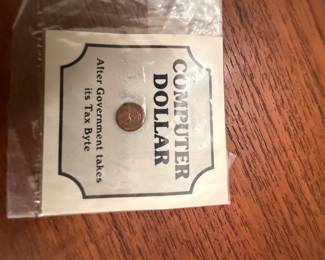 COMPUTER
DOLLAR
After Government takes
its Tax Byte